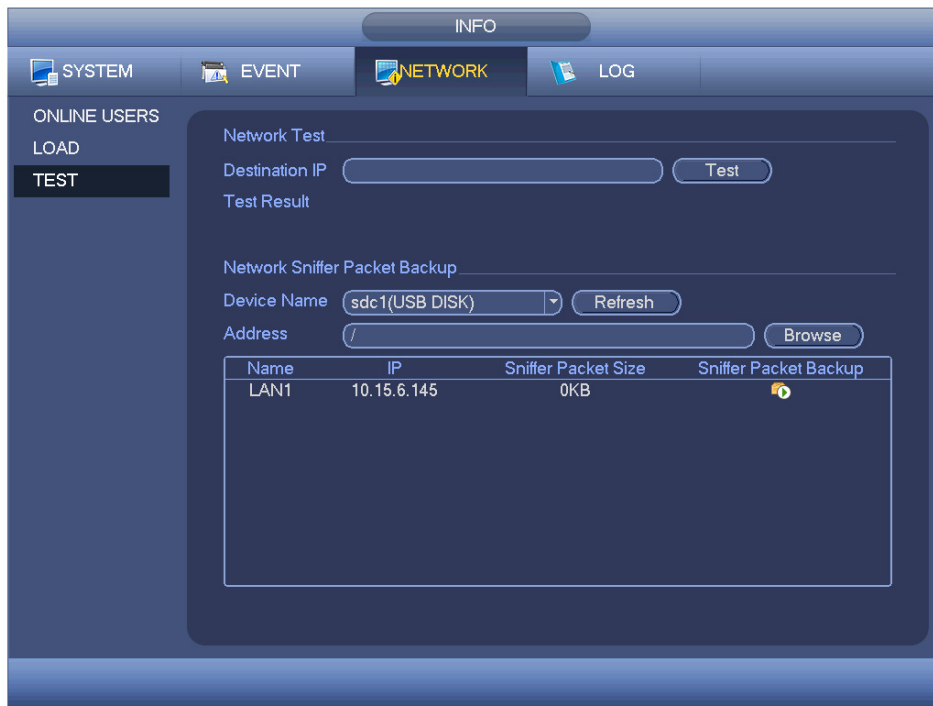 INFO
SYSTEM EVENT NETWORK LOG
ONLINE USERS
LOAD
TEST
Network Test
Destination IP Test
Test Result
Network Sniffer Packet Backup
Device Name sdc1(USB DISK) Refresh
Address / Browse
Name IP Sniffer Packet Size Sniffer Packet Backup
LAN1 10.15.6.145 0KB